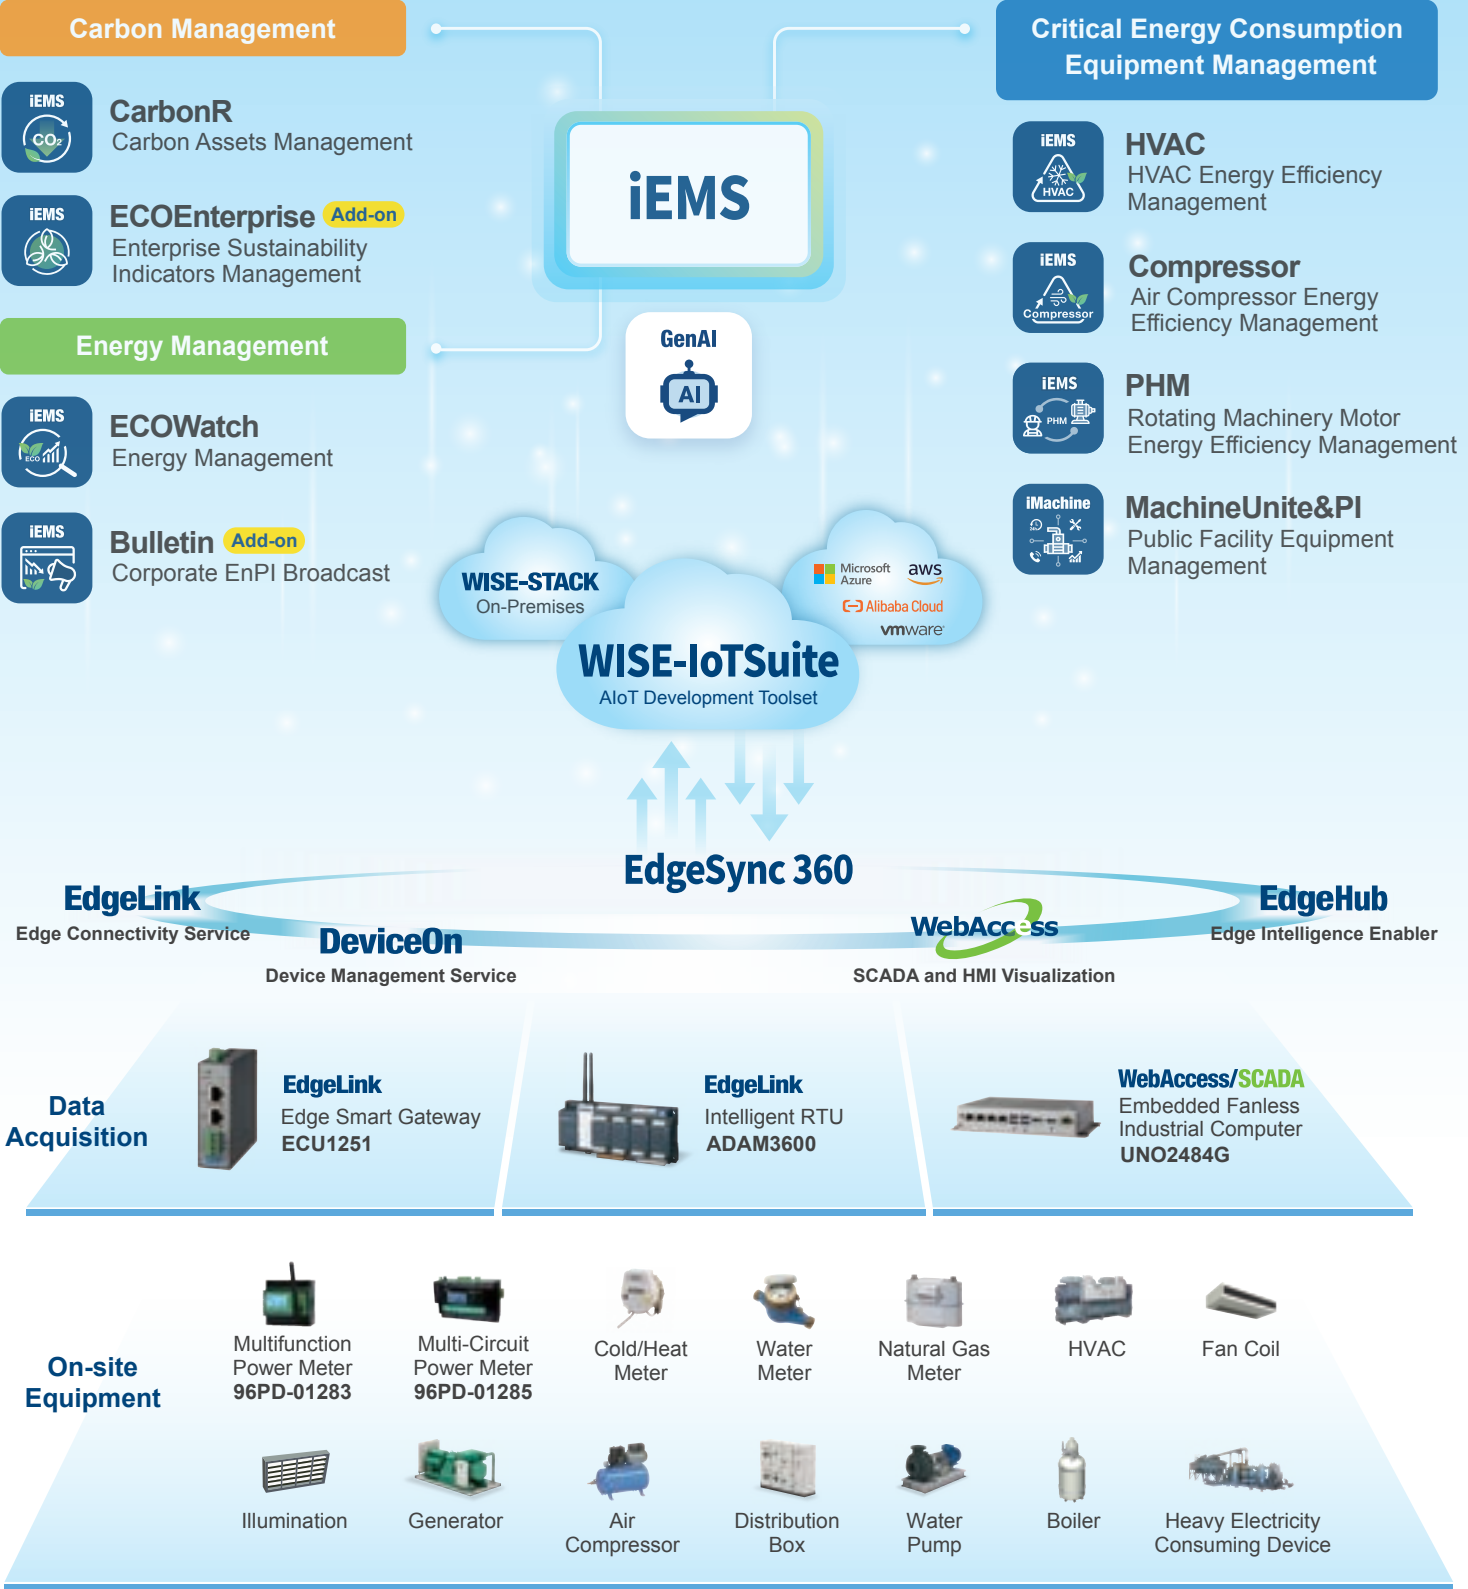 Carbon Management
iEMS
CO2
CarbonR
Carbon Assets Management
iEMS
ECOEnterprise Add-on
Enterprise Sustainability
Indicators Management
Energy Management
iEMS
ECO
ECOWatch
Energy Management
iEMS
Bulletin Add-on
Corporate EnPI Broadcast
iEMS
GenAI
AI
Critical Energy Consumption
Equipment Management
iEMS
HVAC
HVAC
HVAC Energy Efficiency
Management
iEMS
Compressor
Compressor
Air Compressor Energy
Efficiency Management
iEMS
PHM
PHM
Rotating Machinery Motor
Energy Efficiency Management
iMachine
MachineUnite&PI
Public Facility Equipment
Management
WISE-STACK
On-Premises
Microsoft
Azure
aws
Alibaba Cloud
vmware
WISE-IoTSuite
AIoT Development Toolset
EdgeSync 360
EdgeLink
Edge Connectivity Service
DeviceOn
Device Management Service
WebAccess
SCADA and HMI Visualization
EdgeHub
Edge Intelligence Enabler
Data
Acquisition
EdgeLink
Edge Smart Gateway
ECU1251
EdgeLink
Intelligent RTU
ADAM3600
WebAccess/SCADA
Embedded Fanless
Industrial Computer
UNO2484G
On-site
Equipment
Multifunction
Power Meter
96PD-01283
Multi-Circuit
Power Meter
96PD-01285
Cold/Heat
Meter
Water
Meter
Natural Gas
Meter
HVAC
Fan Coil
Illumination
Generator
Air
Compressor
Distribution
Box
Water
Pump
Boiler
Heavy Electricity
Consuming Device